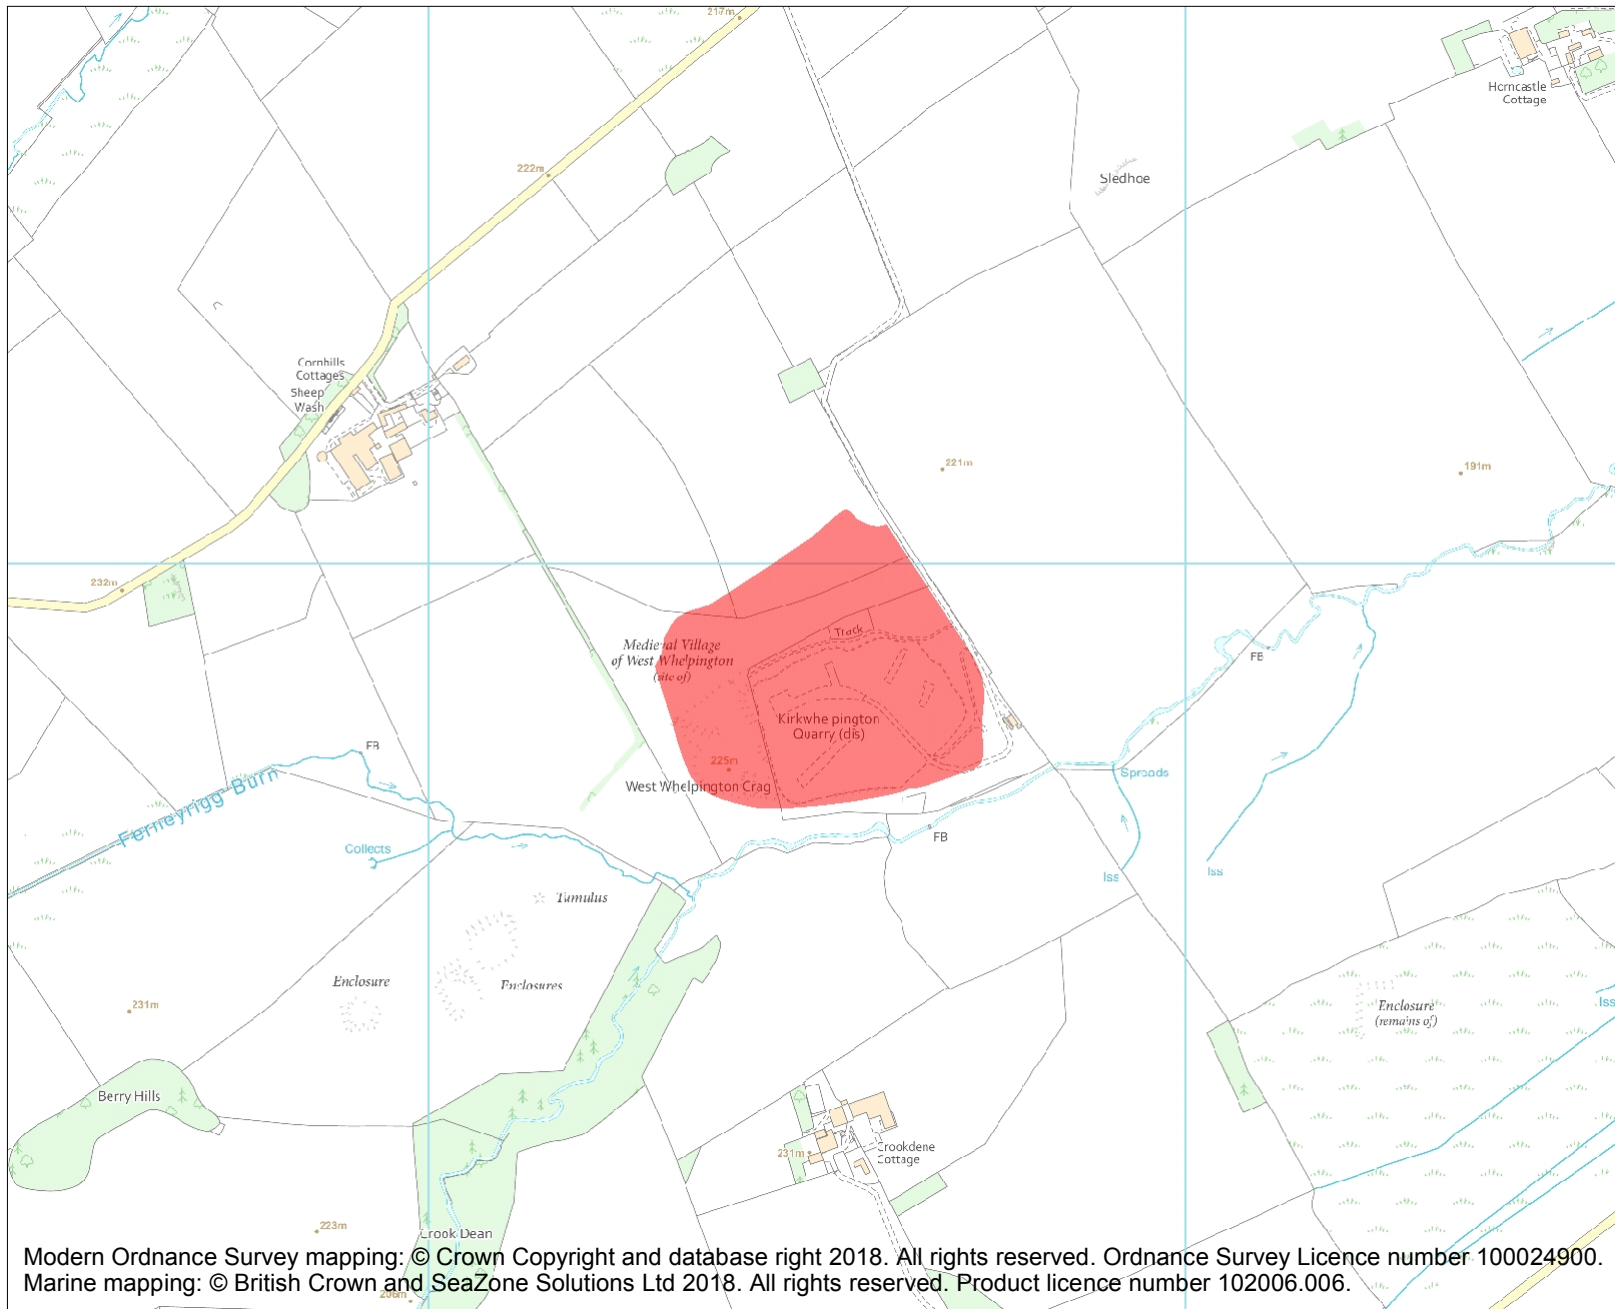 217m
Horncastle
Cottage
222m
Sledhoe
Cornhills
Cottages
Sheep
Wash
221m
191m
232m
Track
Medieval Village
of West Whelpington
(site of)
FB
Kirkwhe pington
Quarry (dis)
FB
225m
West Whelpington Crag
Spreads
Ferneyrigg Burn
FB
Collects
Iss
Iss
Tumulus
Enclosure
Enclosures
231m
Enclosure
(remains of)
Iss
Berry Hills
231m
Crookdene
Cottage
223m
Crook Dean
Modern Ordnance Survey mapping: © Crown Copyright and database right 2018. All rights reserved. Ordnance Survey Licence number 100024900.
Marine mapping: © British Crown and SeaZone Solutions Ltd 2018. All rights reserved. Product licence number 102006.006.
206m